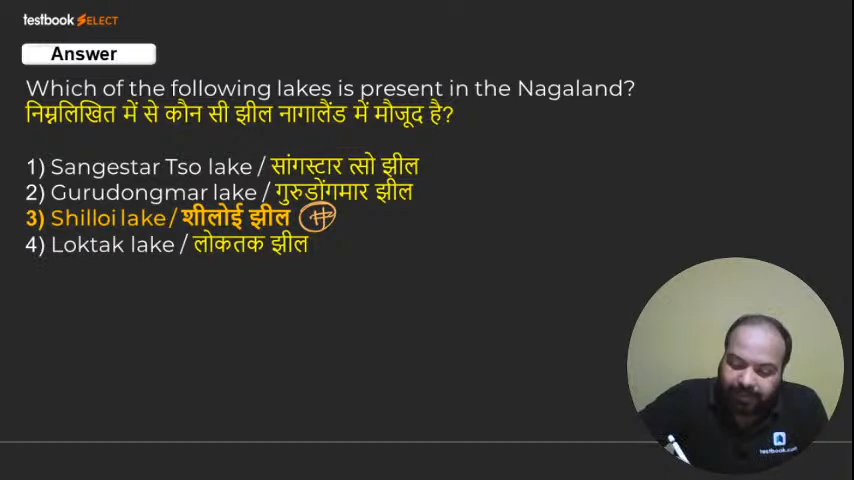 testbook SELECT
Answer
Which of the following lakes is present in the Nagaland?
निम्नलिखित में से कौन सी झील नागालैंड में मौजूद है?
1) Sangestar Tso lake / सांगस्टार त्सो झील
2) Gurudongmar lake / गुरुडोंगमार झील
3) Shilloi lake / शीलोई झील
4) Loktak lake / लोकतक झील
testbook.com